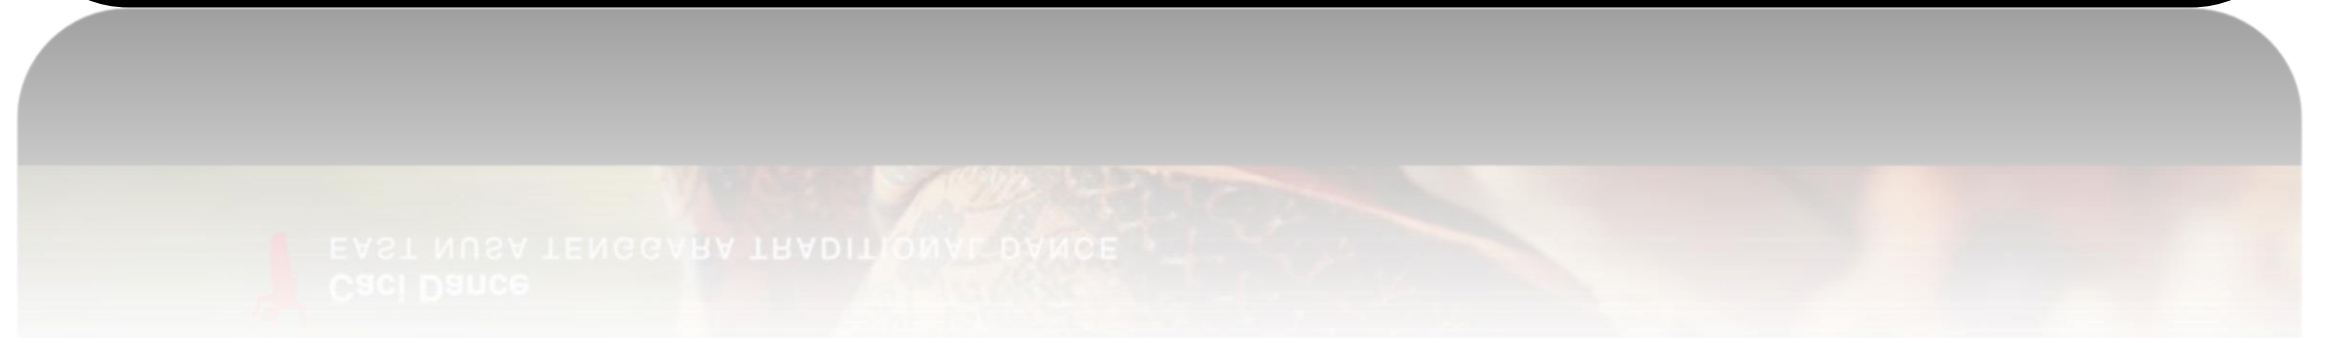 Caci Dance
EAST NUSA TENGGARA TRADITIONAL DANCE